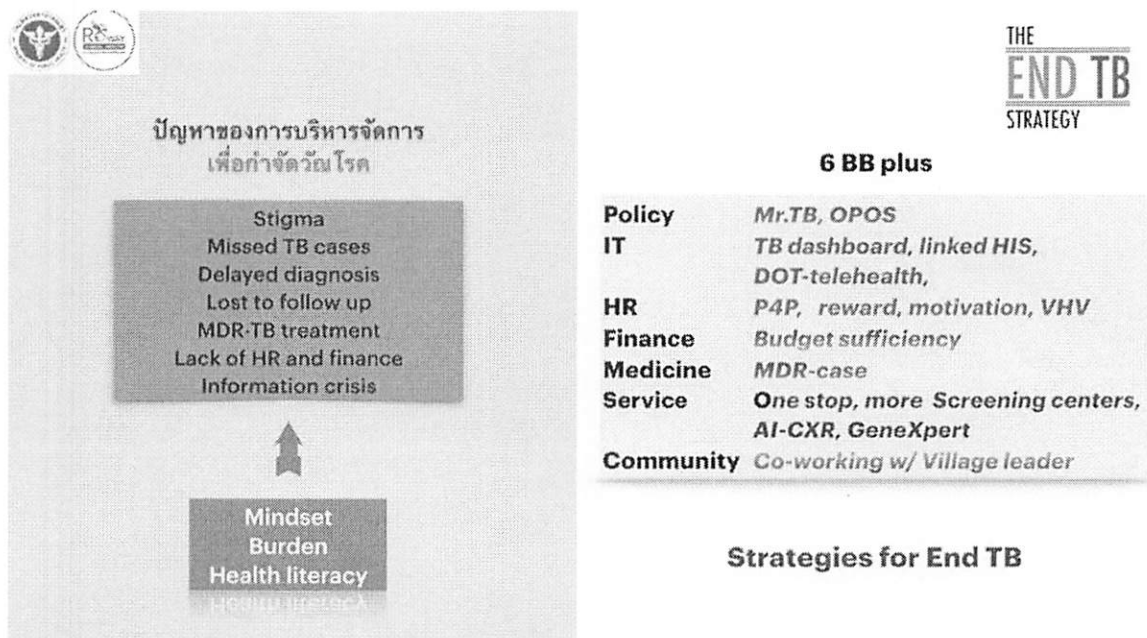 ปัญหาของการบริหารจัดการ
เพื่อกำจัดวัณโรค
Stigma
Missed TB cases
Delayed diagnosis
Lost to follow up
MDR-TB treatment
Lack of HR and finance
Information crisis
Mindset
Burden
Health literacy
THE
END TB
STRATEGY
6 BB plus
Policy Mr.TB, OPOS
IT TB dashboard, linked HIS,
DOT-telehealth,
HR P4P, reward, motivation, VHV
Finance Budget sufficiency
Medicine MDR-case
Service One stop, more Screening centers,
AI-CXR, GeneXpert
Community Co-working w/ Village leader
Strategies for End TB